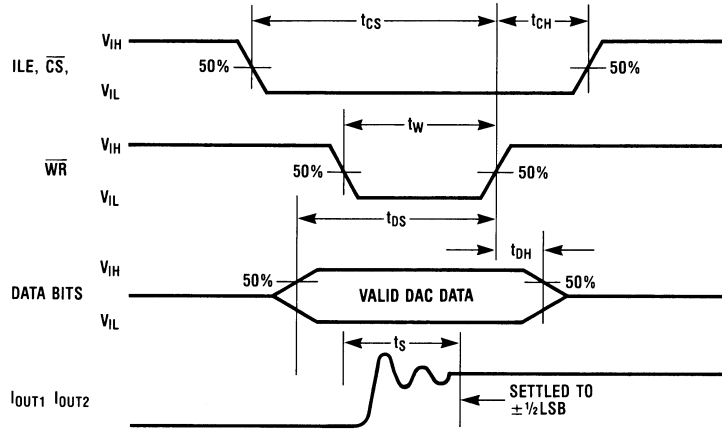 tCS
tCH
VIH
ILE, CS,
50%
50%
VIL
tW
VIH
WR
50%
50%
VIL
tDS
tDH
VIH
50%
50%
DATA BITS
VALID DAC DATA
VIL
tS
IOUT1 IOUT2
SETTLED TO
±½LSB